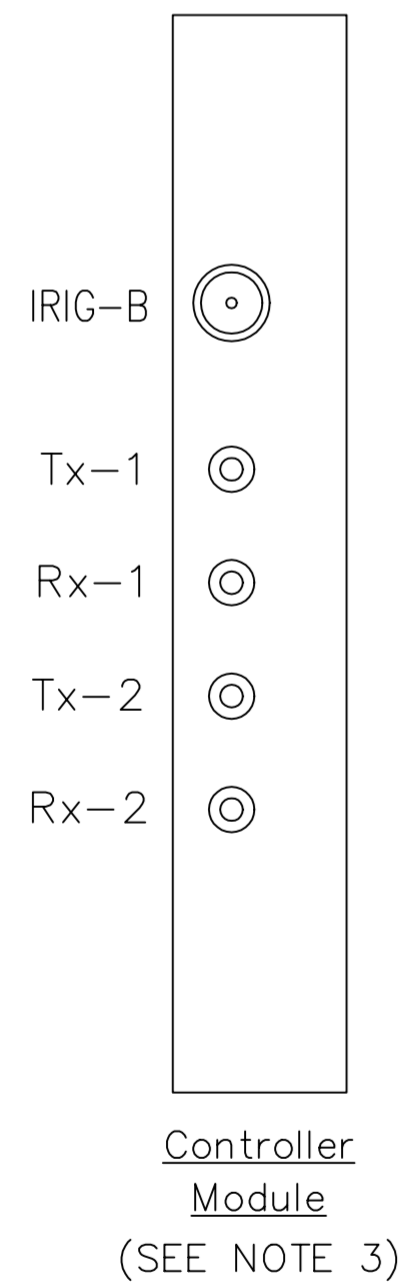 IRIG-B
Tx-1
Rx-1
Tx-2
Rx-2
Controller
Module
(SEE NOTE 3)